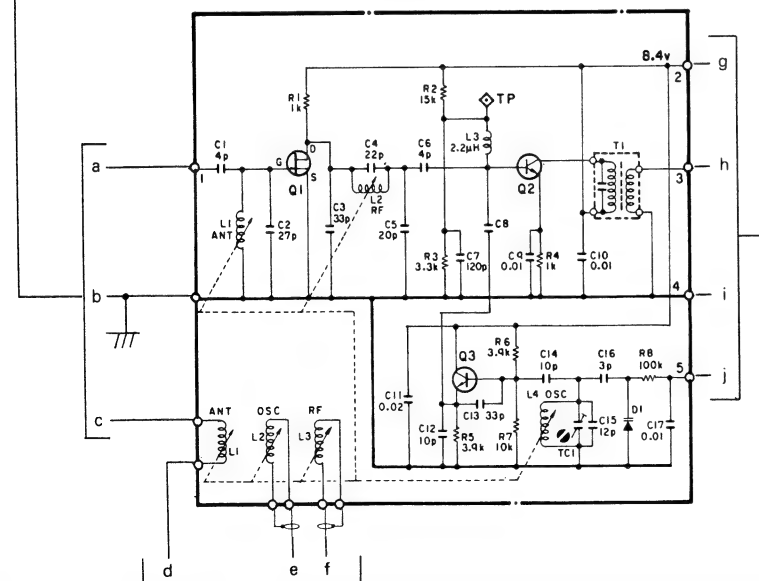 8.4v
g
2
R1
1k
R2
15k
TP
L3
2.2μH
a
C1
4p
1
G
D
S
Q1
C4
22p
L2
RF
C6
4p
Q2
T1
h
3
L1
ANT
C2
27p
C3
33p
C5
20p
C8
R3
3.3k
C7
120p
C9
0.01
R4
1k
C10
0.01
b
4
i
Q3
R6
3.9k
C14
10p
C16
3p
R8
100k
5
j
C11
0.02
C12
10p
C13 33p
R5
3.9k
R7
10k
L4 OSC
TC1
C15
12p
D1
C17
0.01
c
ANT
L1
OSC
L2
RF
L3
d
e
f